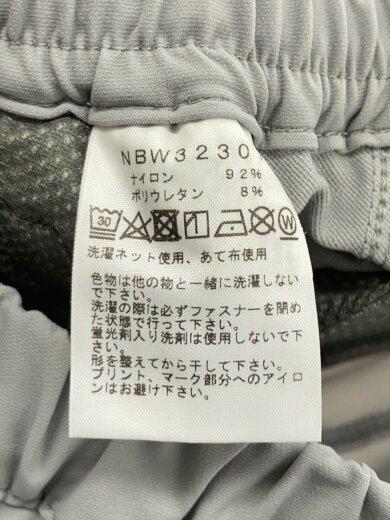 NBW3230
ナイロン 92%
ポリウレタン 8%
30 W
洗濯ネット使用、あて布使用
色物は他の物と一緒に洗濯しない
で下さい。
洗濯の際は必ずファスナーを閉め
た状態で行って下さい。
蛍光剤入り洗剤は使用しないで下
さい。
形を整えてから干して下さい。
プリント、マーク部分へのアイロ
ンはお避け下さい。